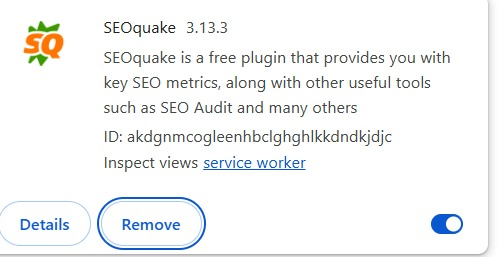 SQ
SEOquake 3.13.3
SEOquake is a free plugin that provides you with
key SEO metrics, along with other useful tools
such as SEO Audit and many others
ID: akdgnmcogleenhbclghghlkkdndkjdjc
Inspect views service worker
Details
Remove